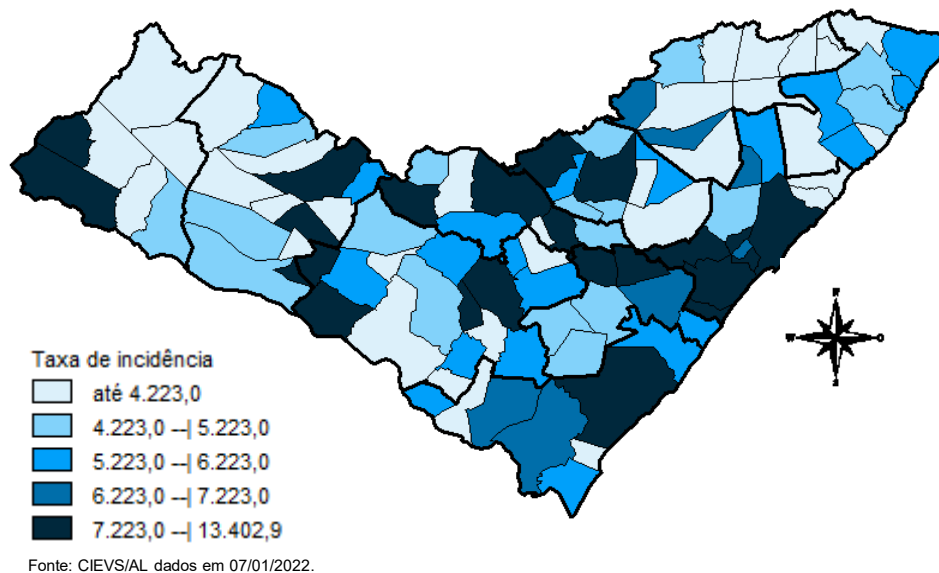 Taxa de incidência
até 4.223,0
4.223,0 --| 5.223,0
5.223,0 --| 6.223,0
6.223,0 --| 7.223,0
7.223,0 --| 13.402,9
Fonte: CIEVS/AL dados em 07/01/2022.